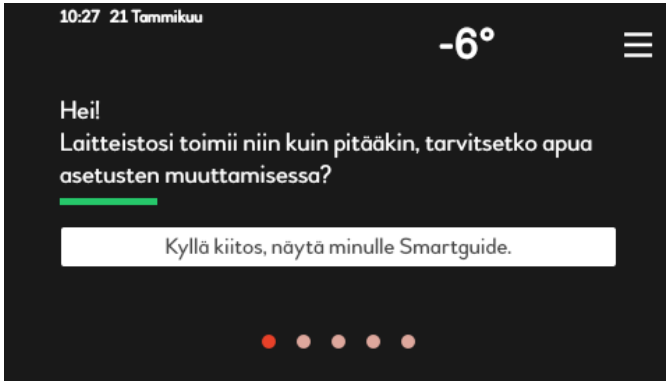 10:27 21 Tammikuu
-6°
Hei!
Laitteistosi toimii niin kuin pitääkin, tarvitsetko apua
asetusten muuttamisessa?
Kyllä kiitos, näytä minulle Smartguide.